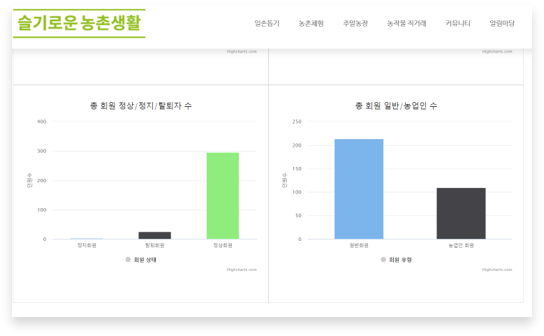 슬기로운 농촌생활
일손돕기 농촌체험 주말농장 농작물 직거래 커뮤니티 알림마당
Highcharts.com Highcharts.com
총 회원 정상/정지/탈퇴자 수
400
300
200
100
0
인원수
정지회원 탈퇴회원 정상회원
회원 상태
Highcharts.com
총 회원 일반/농업인 수
250
200
150
100
50
0
인원수
일반회원 농업인 회원
회원 유형
Highcharts.com